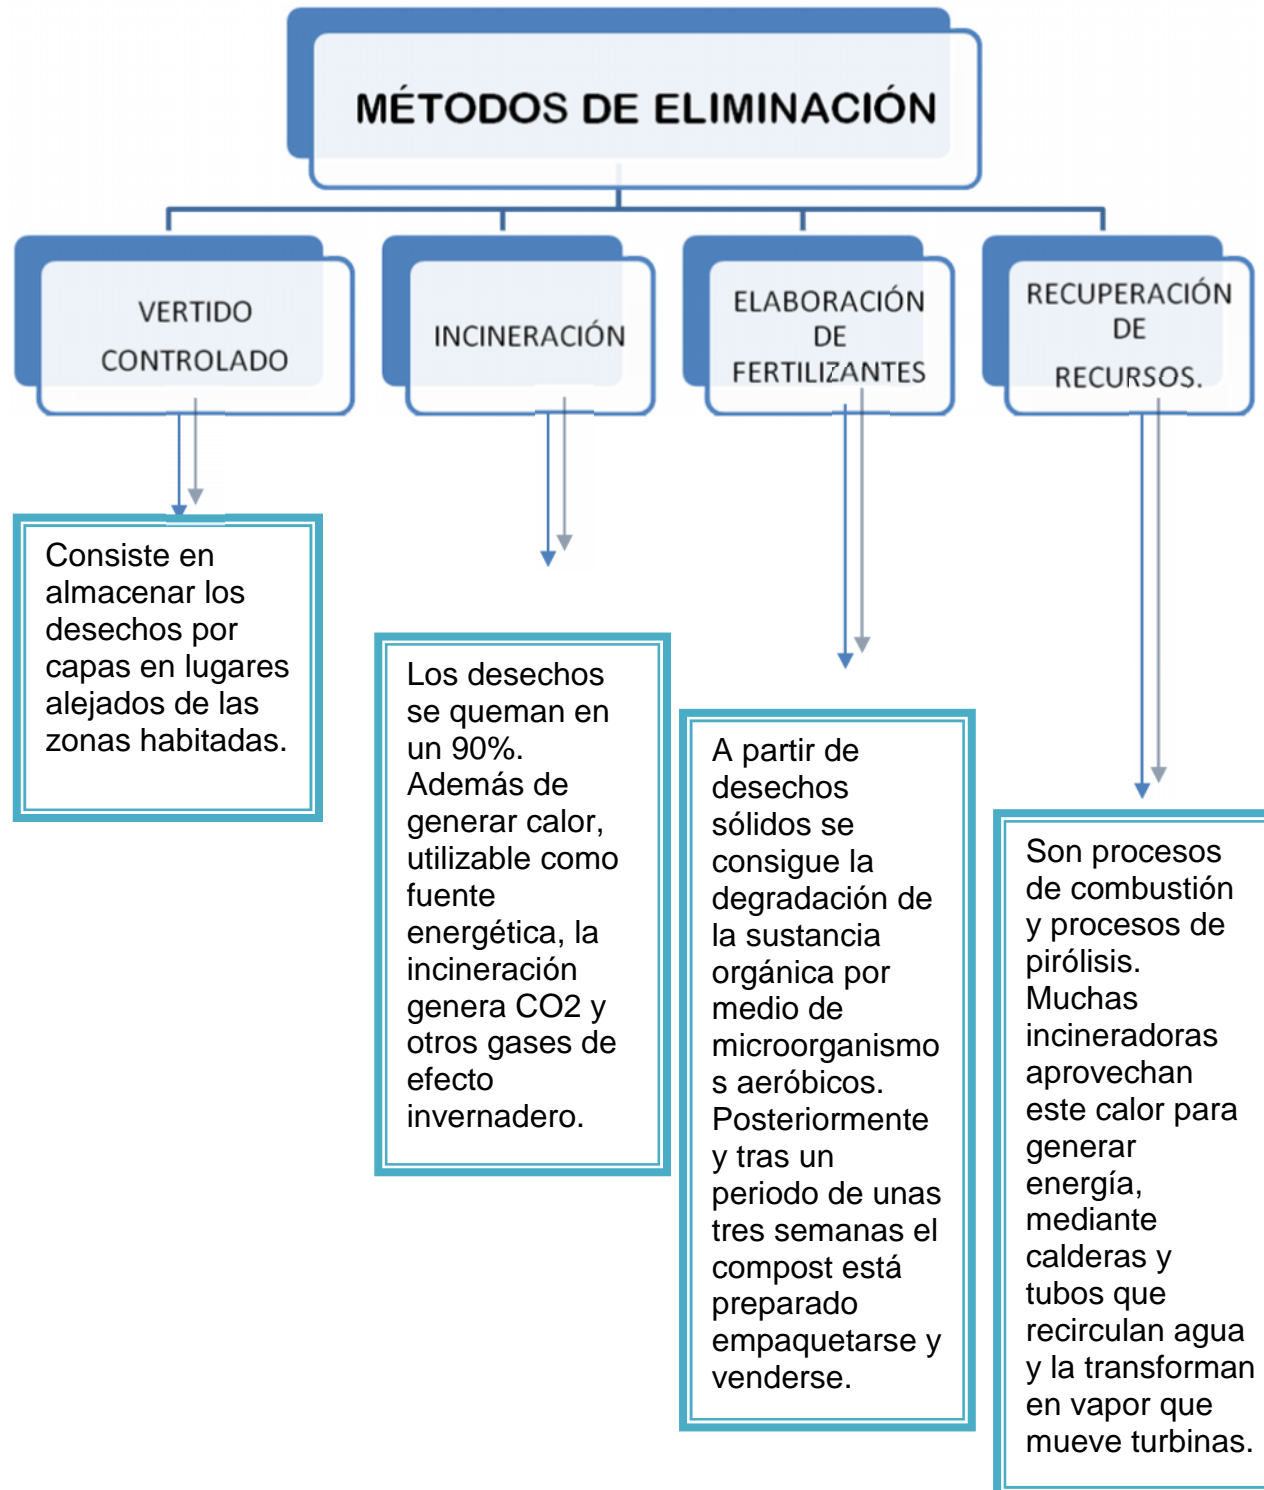 MÉTODOS DE ELIMINACIÓN
VERTIDO
CONTROLADO
INCINERACIÓN
ELABORACIÓN
DE
FERTILIZANTES
RECUPERACIÓN
DE
RECURSOS.
Consiste en
almacenar los
desechos por
capas en lugares
alejados de las
zonas habitadas.
Los desechos
se queman en
un 90%.
Además de
generar calor,
utilizable como
fuente
energética, la
incineración
genera CO2 y
otros gases de
efecto
invernadero.
A partir de
desechos
sólidos se
consigue la
degradación de
la sustancia
orgánica por
medio de
microorganismo
s aeróbicos.
Posteriormente
y tras un
periodo de unas
tres semanas el
compost está
preparado
empaquetarse y
venderse.
Son procesos
de combustión
y procesos de
pirólisis.
Muchas
incineradoras
aprovechan
este calor para
generar
energía,
mediante
calderas y
tubos que
recirculan agua
y la transforman
en vapor que
mueve turbinas.